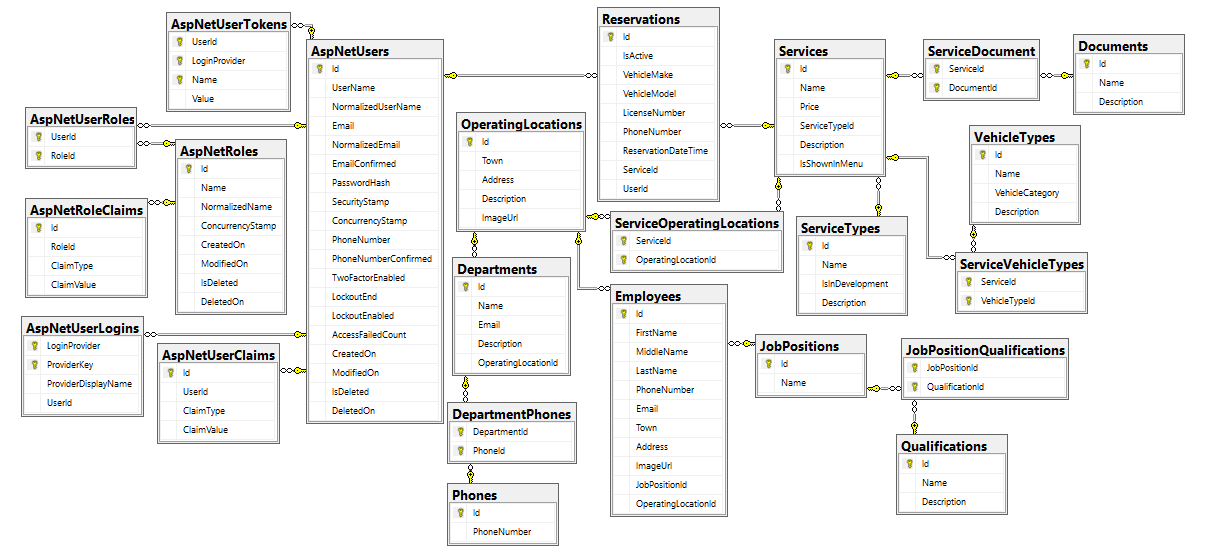 AspNetUserTokens
UserId
LoginProvider
Name
Value
AspNetUsers
Id
UserName
NormalizedUserName
Email
NormalizedEmail
EmailConfirmed
PasswordHash
SecurityStamp
ConcurrencyStamp
PhoneNumber
PhoneNumberConfirmed
TwoFactorEnabled
LockoutEnd
LockoutEnabled
AccessFailedCount
CreatedOn
ModifiedOn
IsDeleted
DeletedOn
AspNetUserRoles
UserId
RoleId
AspNetRoles
Id
Name
NormalizedName
ConcurrencyStamp
CreatedOn
ModifiedOn
IsDeleted
DeletedOn
AspNetRoleClaims
Id
RoleId
ClaimType
ClaimValue
AspNetUserLogins
LoginProvider
ProviderKey
ProviderDisplayName
UserId
AspNetUserClaims
Id
UserId
ClaimType
ClaimValue
Reservations
Id
IsActive
VehicleMake
VehicleModel
LicenseNumber
PhoneNumber
ReservationDateTime
ServiceId
UserId
OperatingLocations
Id
Town
Address
Description
ImageUrl
Departments
Id
Name
Email
Description
OperatingLocationId
DepartmentPhones
DepartmentId
PhoneId
Phones
Id
PhoneNumber
Services
Id
Name
Price
ServiceTypeId
Description
IsShownInMenu
ServiceOperatingLocations
ServiceId
OperatingLocationId
Employees
Id
FirstName
MiddleName
LastName
PhoneNumber
Email
Town
Address
ImageUrl
JobPositionId
OperatingLocationId
ServiceDocument
ServiceId
DocumentId
Documents
Id
Name
Description
VehicleTypes
Id
Name
VehicleCategory
Description
ServiceTypes
Id
Name
IsInDevelopment
Description
ServiceVehicleTypes
ServiceId
VehicleTypeId
JobPositions
Id
Name
JobPositionQualifications
JobPositionId
QualificationId
Qualifications
Id
Name
Description